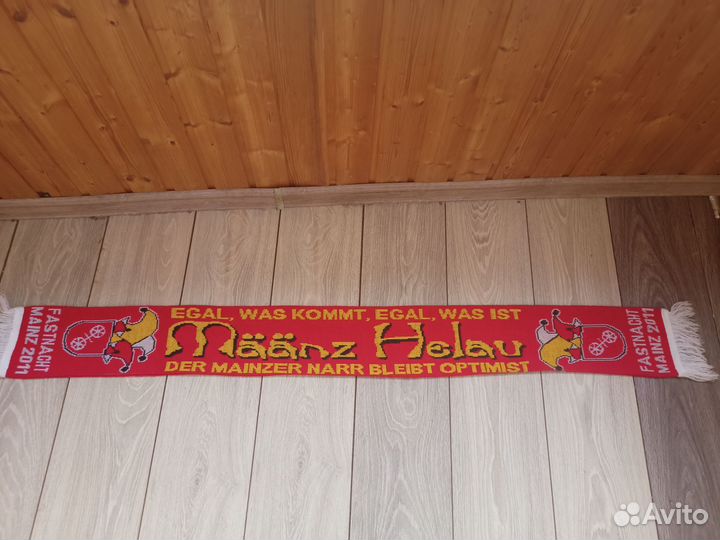 FASTNACHT
MAINZ 2011
EGAL, WAS KOMMT, EGAL, WAS IST
Määnz Helau
DER MAINZER NARR BLEIBT OPTIMIST
FASTNACHT
MAINZ 2011
Avito